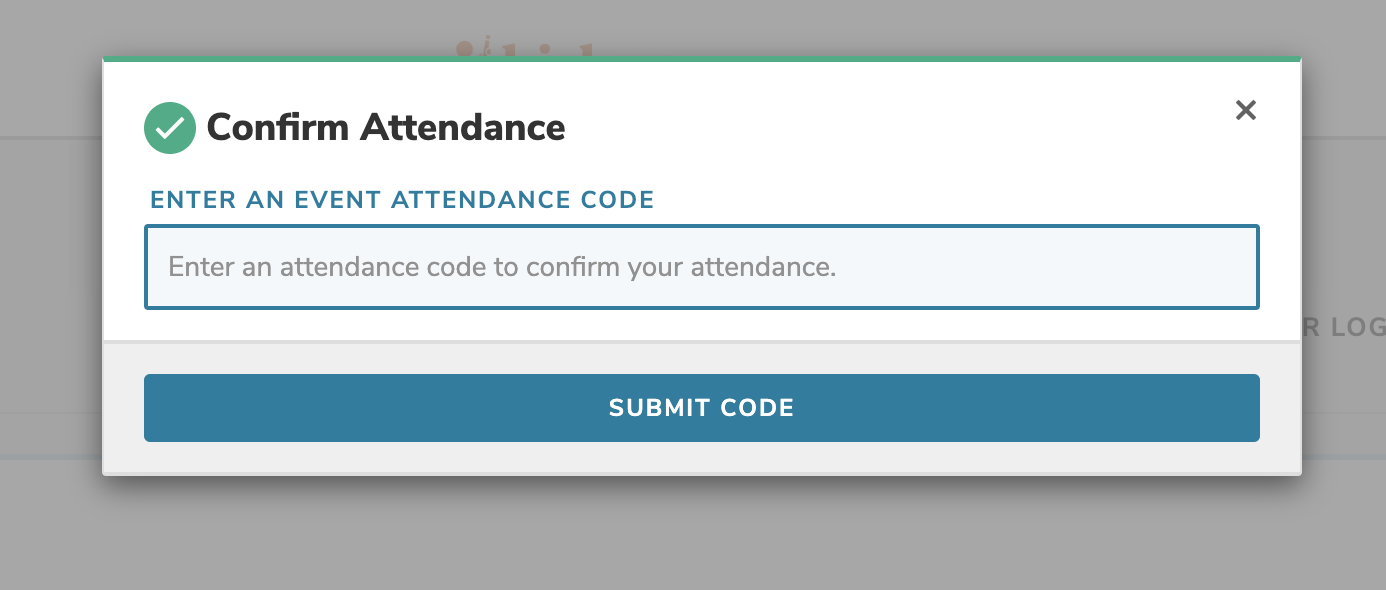 Confirm Attendance
ENTER AN EVENT ATTENDANCE CODE
Enter an attendance code to confirm your attendance.
R LOG
SUBMIT CODE